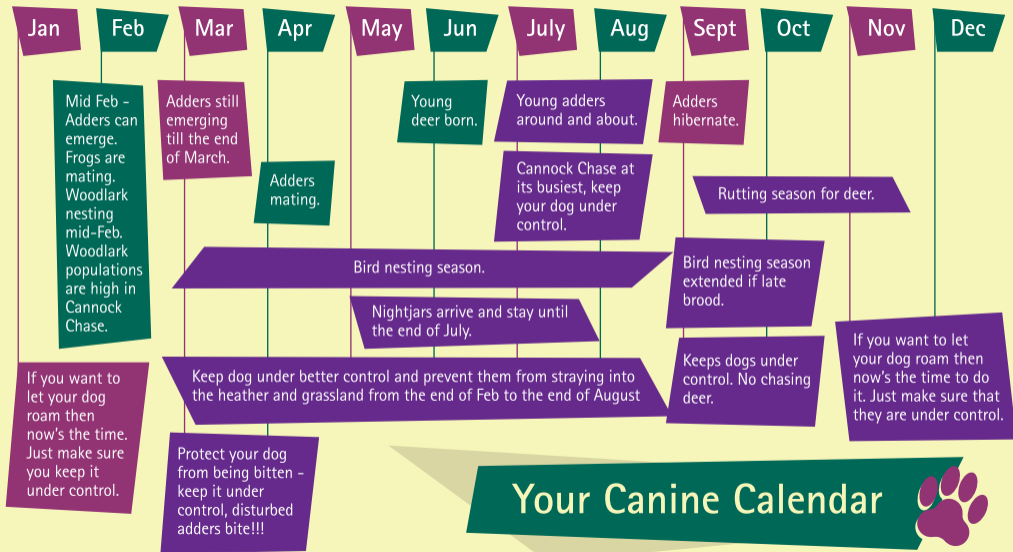 Jan
Feb
Mar
Apr
May
Jun
July
Aug
Sept
Oct
Nov
Dec
Mid Feb -
Adders can
emerge.
Frogs are
mating.
Woodlark
nesting
mid-Feb.
Woodlark
populations
are high in
Cannock
Chase.
Adders still
emerging
till the end
of March.
Adders
mating.
Young
deer born.
Young adders
around and about.
Cannock Chase at
its busiest, keep
your dog under
control.
Adders
hibernate.
Rutting season for deer.
Bird nesting season.
Bird nesting season
extended if late
brood.
Nightjars arrive and stay until
the end of July.
If you want to
let your dog
roam then
now's the time.
Just make sure
you keep it
under control.
Keep dog under better control and prevent them from straying into
the heather and grassland from the end of Feb to the end of August
Keeps dogs under
control. No chasing
deer.
If you want to let
your dog roam then
now's the time to do
it. Just make sure that
they are under control.
Protect your dog
from being bitten -
keep it under
control, disturbed
adders bite!!!
Your Canine Calendar